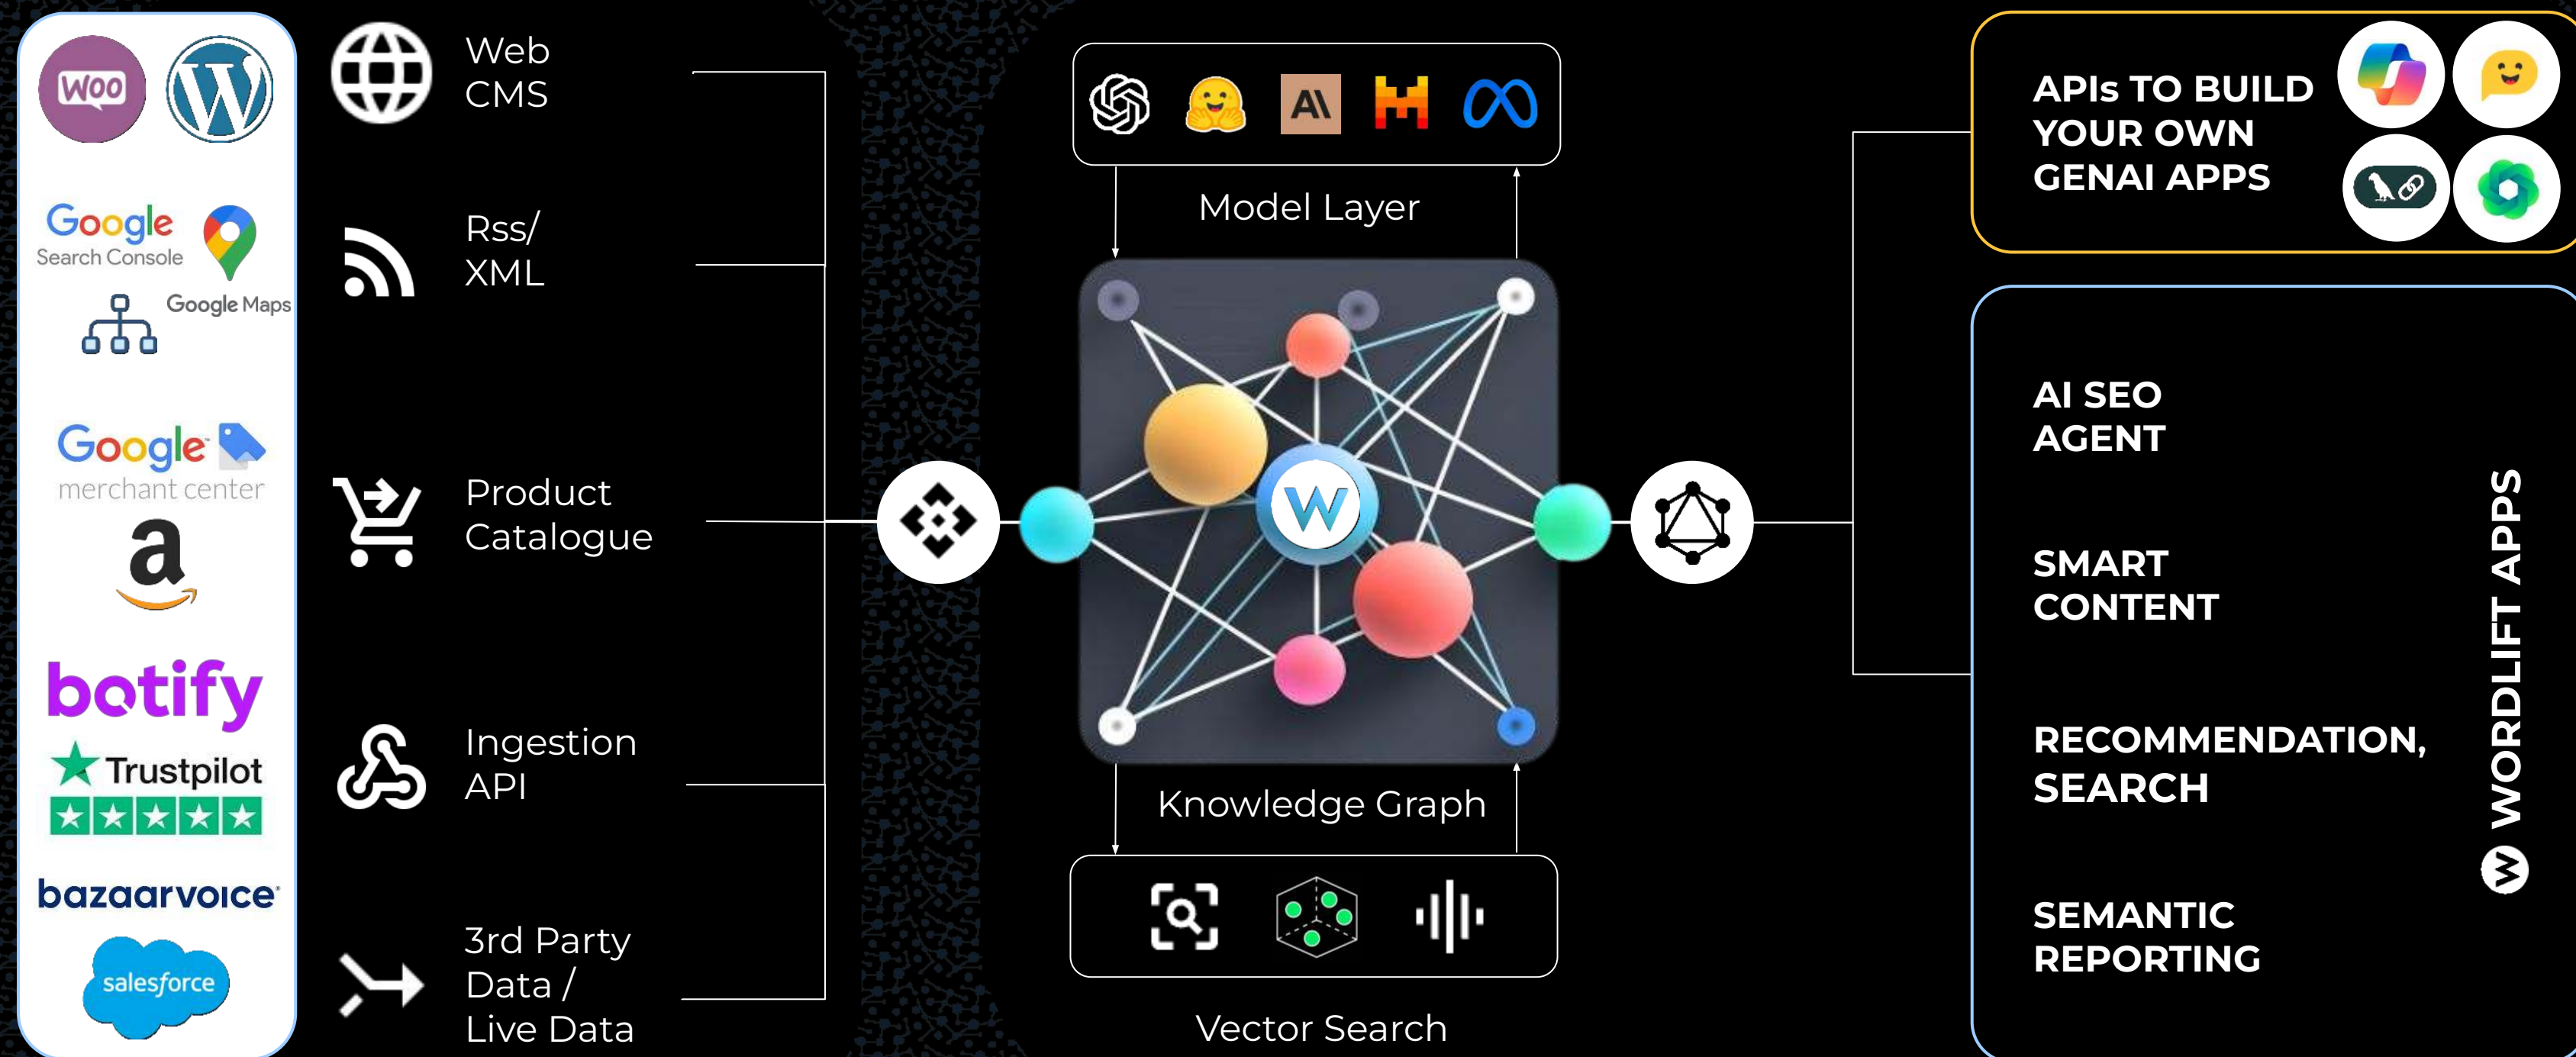 WOO
W
Google
Search Console
Google Maps
Google
merchant center
a
botify
Trustpilot
bazaarvoice
salesforce
Web
CMS
Rss/
XML
Product
Catalogue
Ingestion
API
3rd Party
Data /
Live Data
A\
Model Layer
W
Knowledge Graph
Vector Search
APIs TO BUILD
YOUR OWN
GENAI APPS
AI SEO
AGENT
SMART
CONTENT
RECOMMENDATION,
SEARCH
SEMANTIC
REPORTING
W WORDLIFT APPS